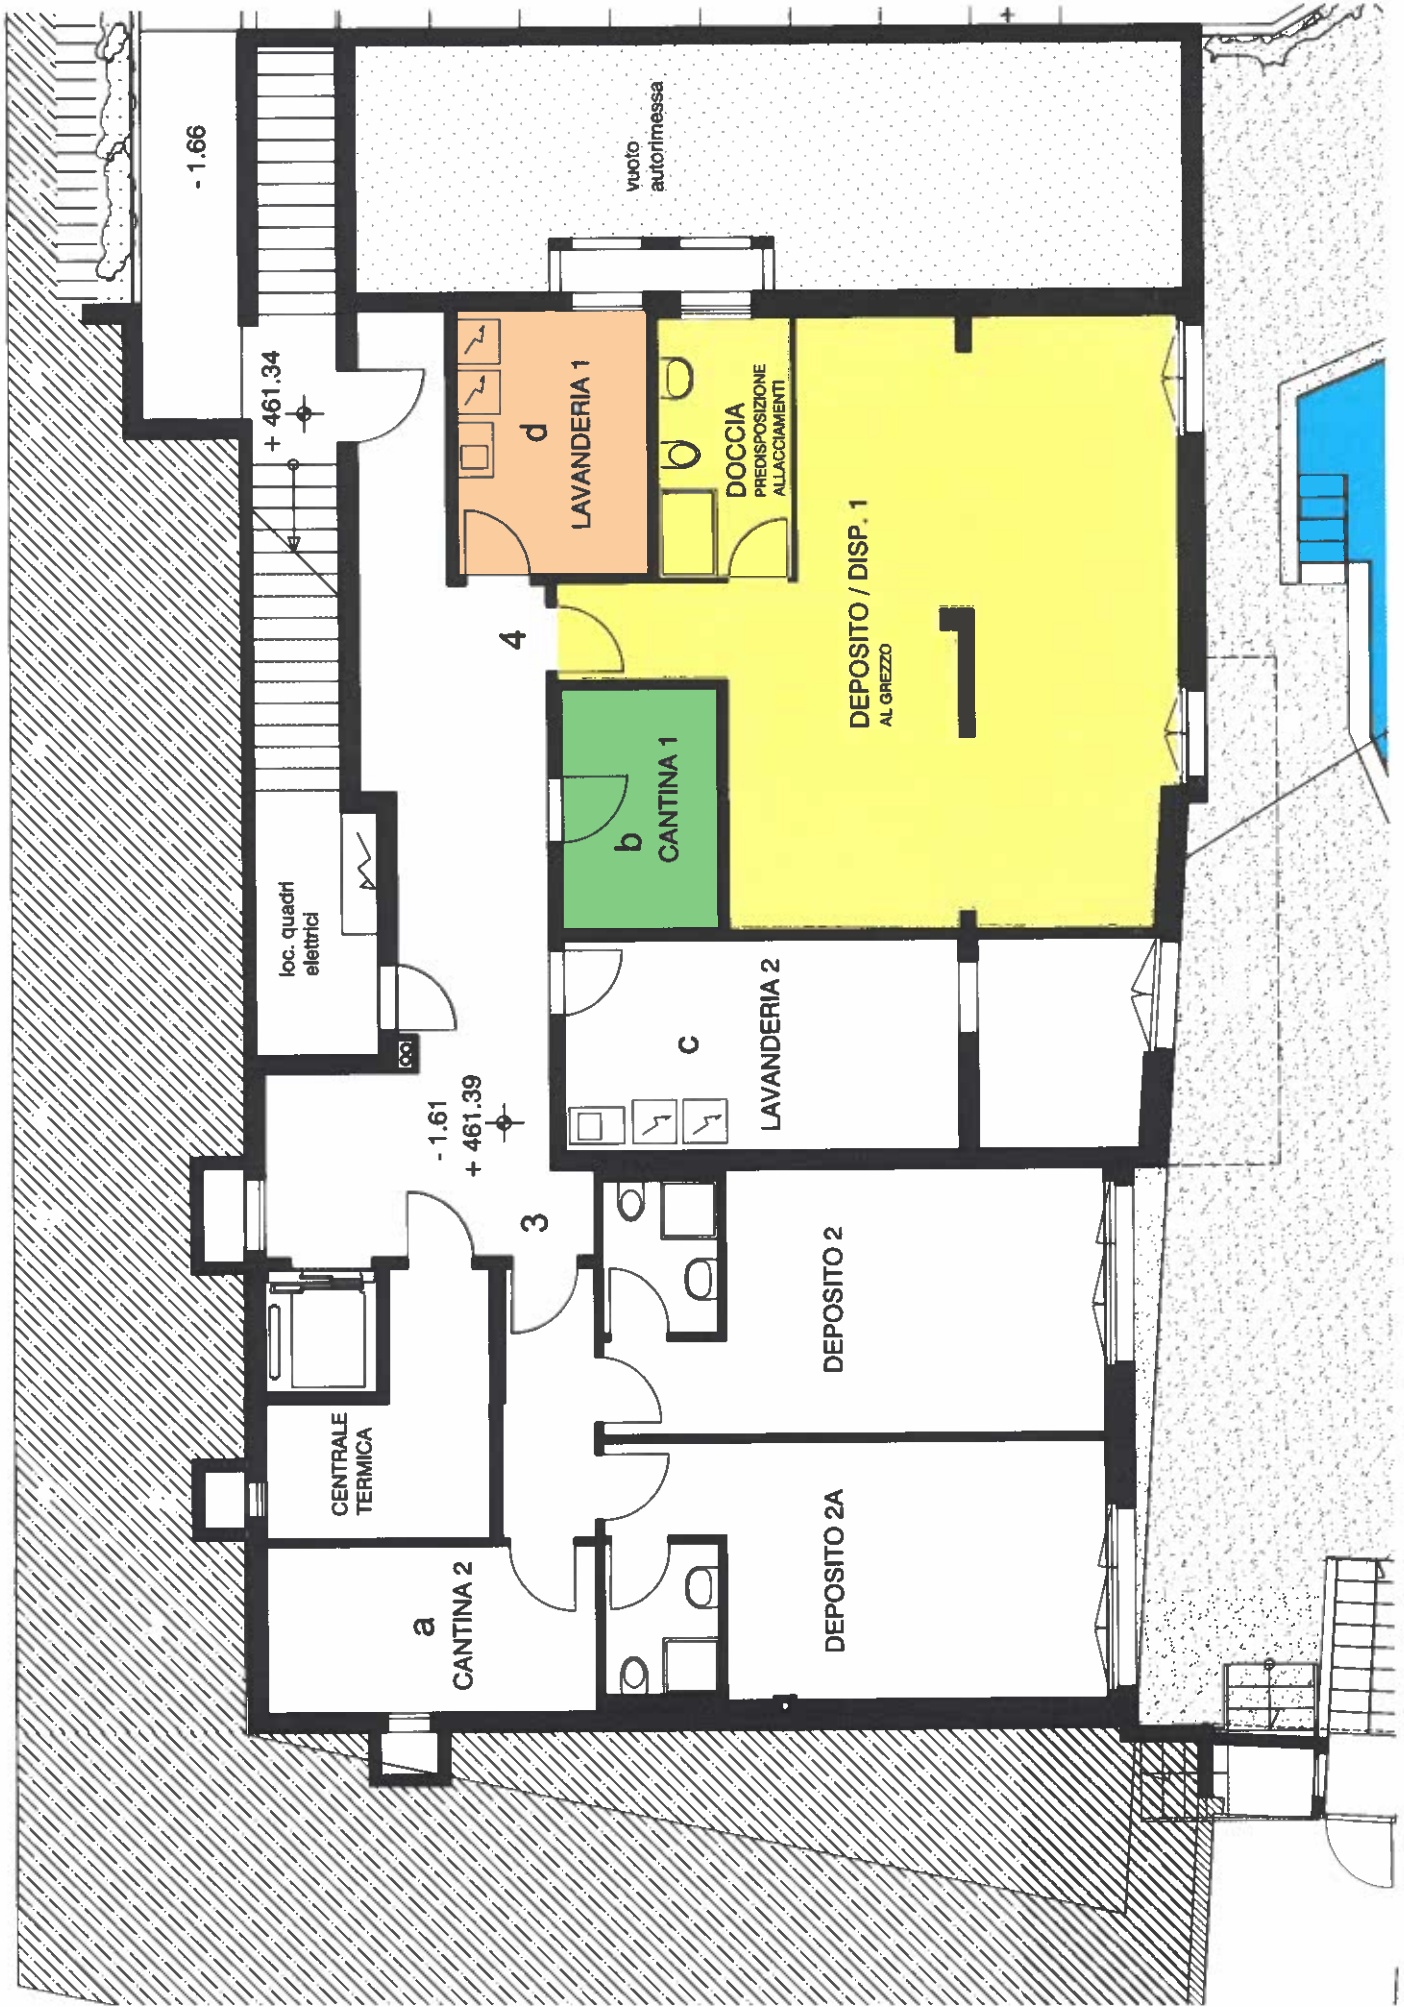 - 1.66
vuoto
autorimessa
+ 461.34
d
LAVANDERIA 1
DOCCIA
PREDISPOSIZIONE
ALLACCIAMENTI
4
DEPOSITO / DISP. 1
AL GREZZO
b
CANTINA 1
loc. quadri
elettrici
c
LAVANDERIA 2
- 1.61
+ 461.39
3
DEPOSITO 2
CENTRALE
TERMICA
DEPOSITO 2A
a
CANTINA 2